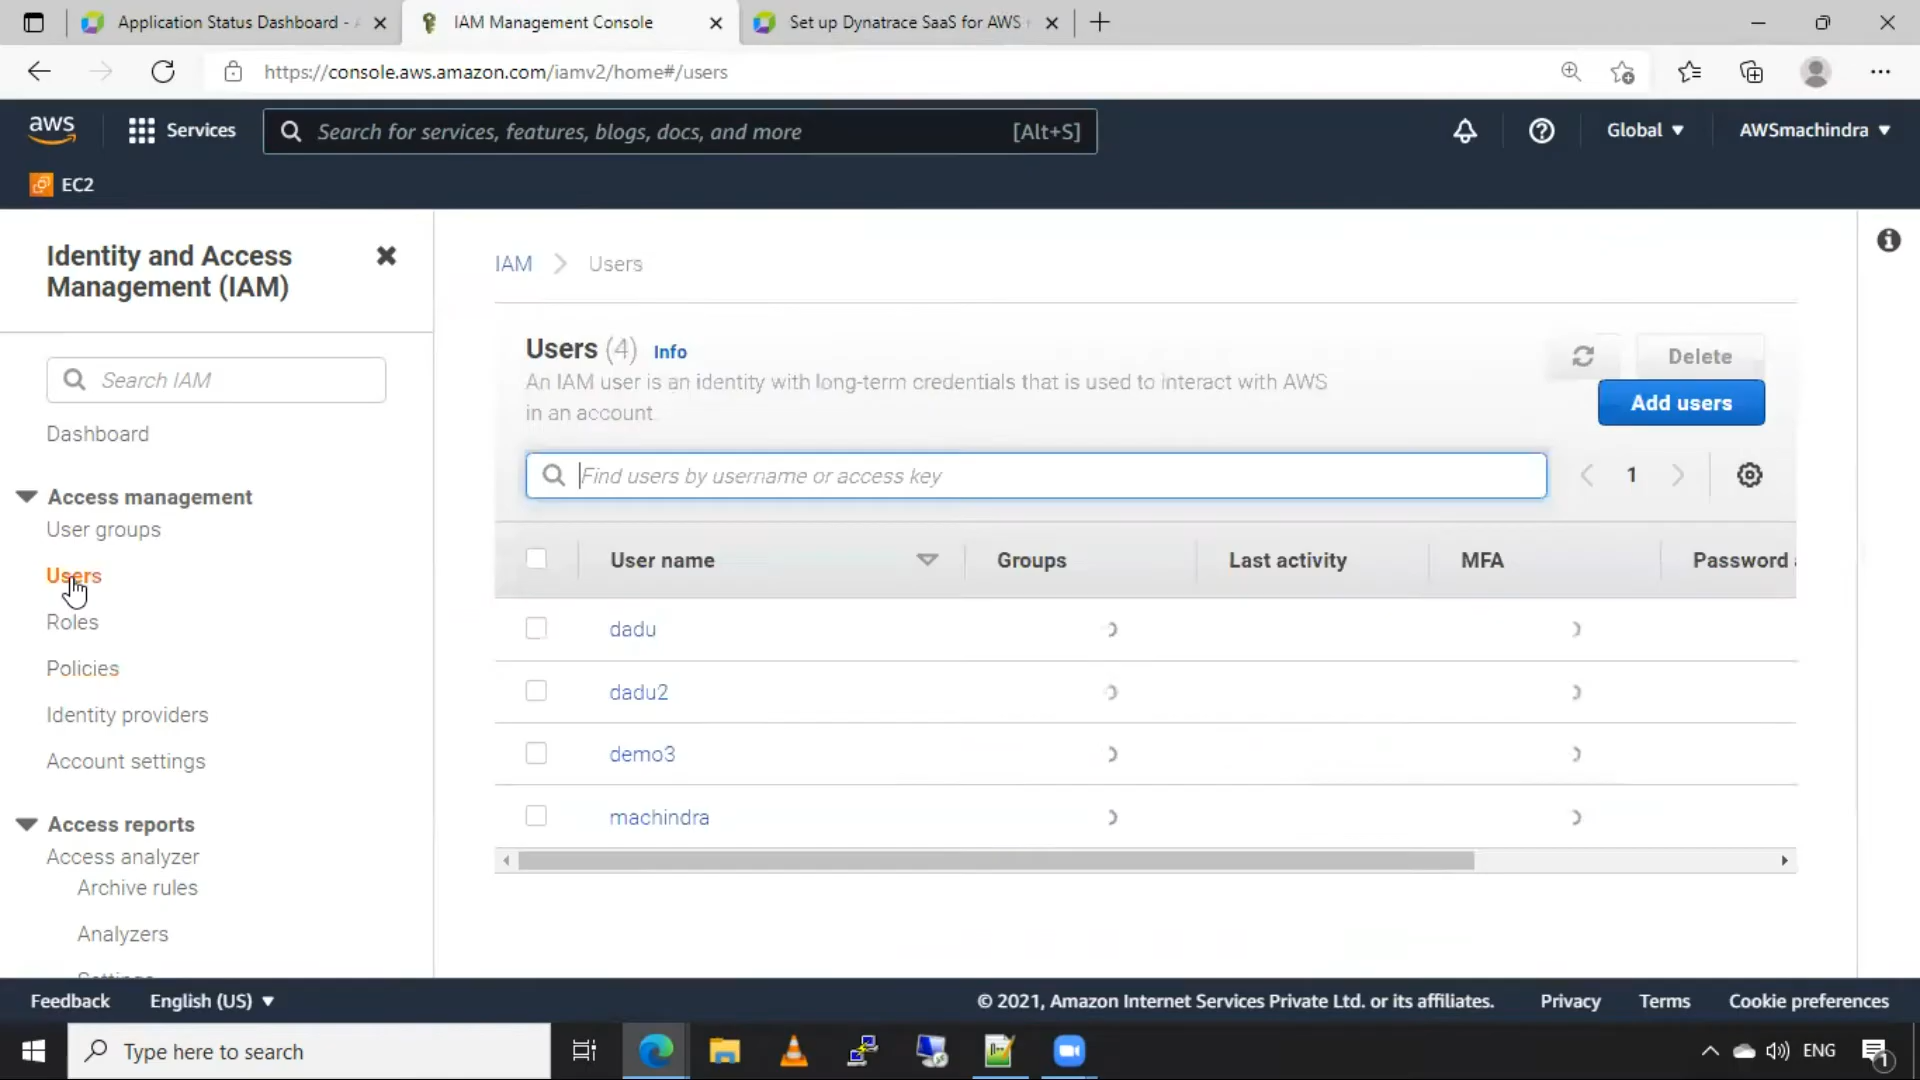 Application Status Dashboard -
IAM Management Console
Set up Dynatrace SaaS for AWS
https://console.aws.amazon.com/iamv2/home#/users
aws
Services
Search for services, features, blogs, docs, and more
[Alt+S]
Global
AWSmachindra
EC2
Identity and Access
Management (IAM)
Search IAM
Dashboard
Access management
User groups
Users
Roles
Policies
Identity providers
Account settings
Access reports
Access analyzer
Archive rules
Analyzers
Settings
IAM > Users
Users (4) Info
An IAM user is an identity with long-term credentials that is used to interact with AWS
in an account.
Delete
Add users
Find users by username or access key
1
User name
Groups
Last activity
MFA
Password
dadu
dadu2
demo3
machindra
Feedback
English (US)
© 2021, Amazon Internet Services Private Ltd. or its affiliates.
Privacy
Terms
Cookie preferences
Type here to search
ENG
1